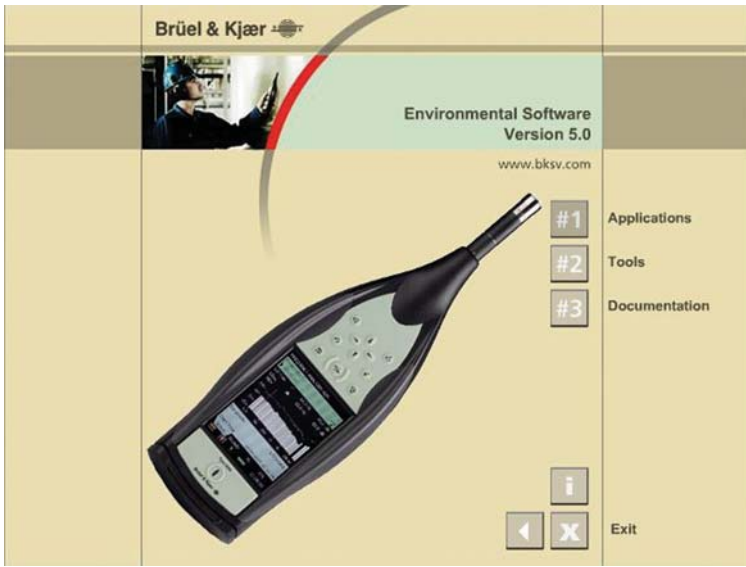 Brüel & Kjær
Environmental Software
Version 5.0
www.bksv.com
#1 Applications
#2 Tools
#3 Documentation
i
X Exit